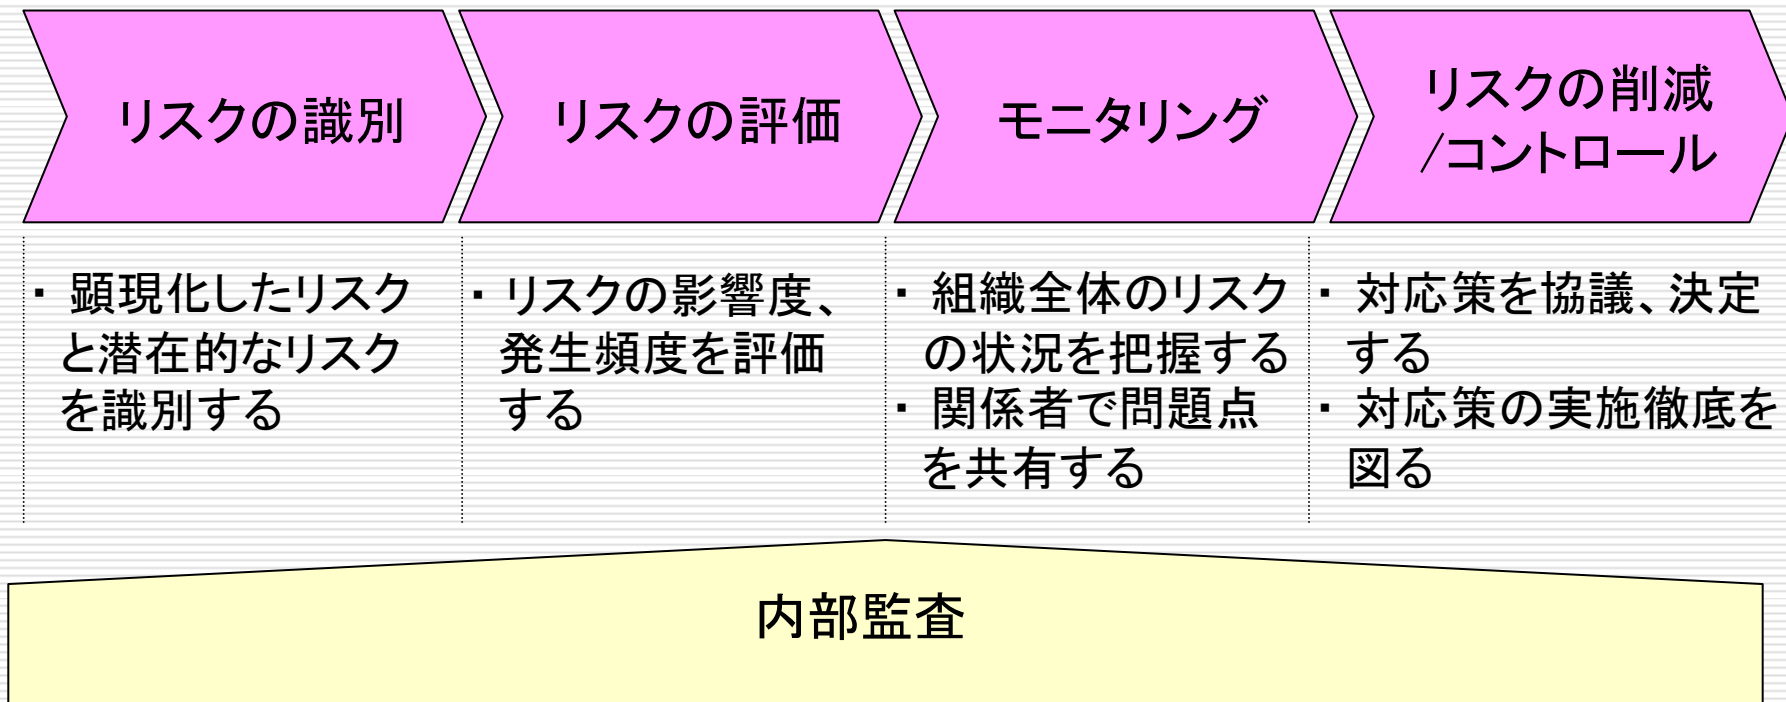 リスクの識別
リスクの評価
モニタリング
リスクの削減
/コントロール
・ 顕現化したリスク
と潜在的なリスク
を識別する
・リスクの影響度、
発生頻度を評価
する
・ 組織全体のリスク
の状況を把握する
・ 関係者で問題点
を共有する
・ 対応策を協議、決定
する
・ 対応策の実施徹底を
図る
内部監査